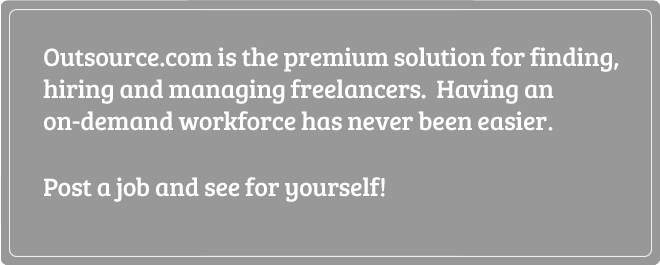 Outsource.com is the premium solution for finding,
hiring and managing freelancers.  Having an
on-demand workforce has never been easier.
Post a job and see for yourself!